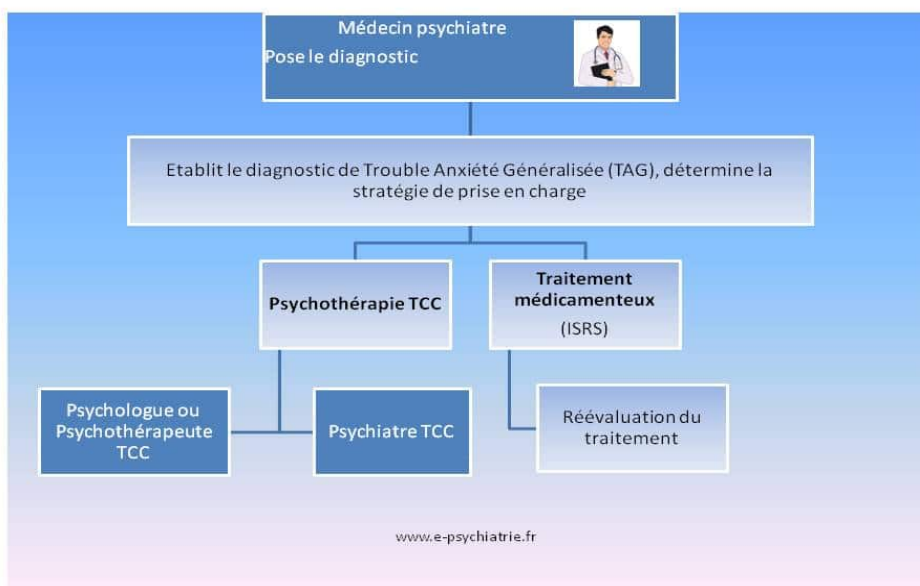 Médecin psychiatre
Pose le diagnostic
Etablit le diagnostic de Trouble Anxiété Généralisée (TAG), détermine la
stratégie de prise en charge
Psychothérapie TCC
Traitement
médicamenteux
(ISRS)
Psychologue ou
Psychothérapeute
TCC
Psychiatre TCC
Réévaluation du
traitement
www.e-psychiatrie.fr